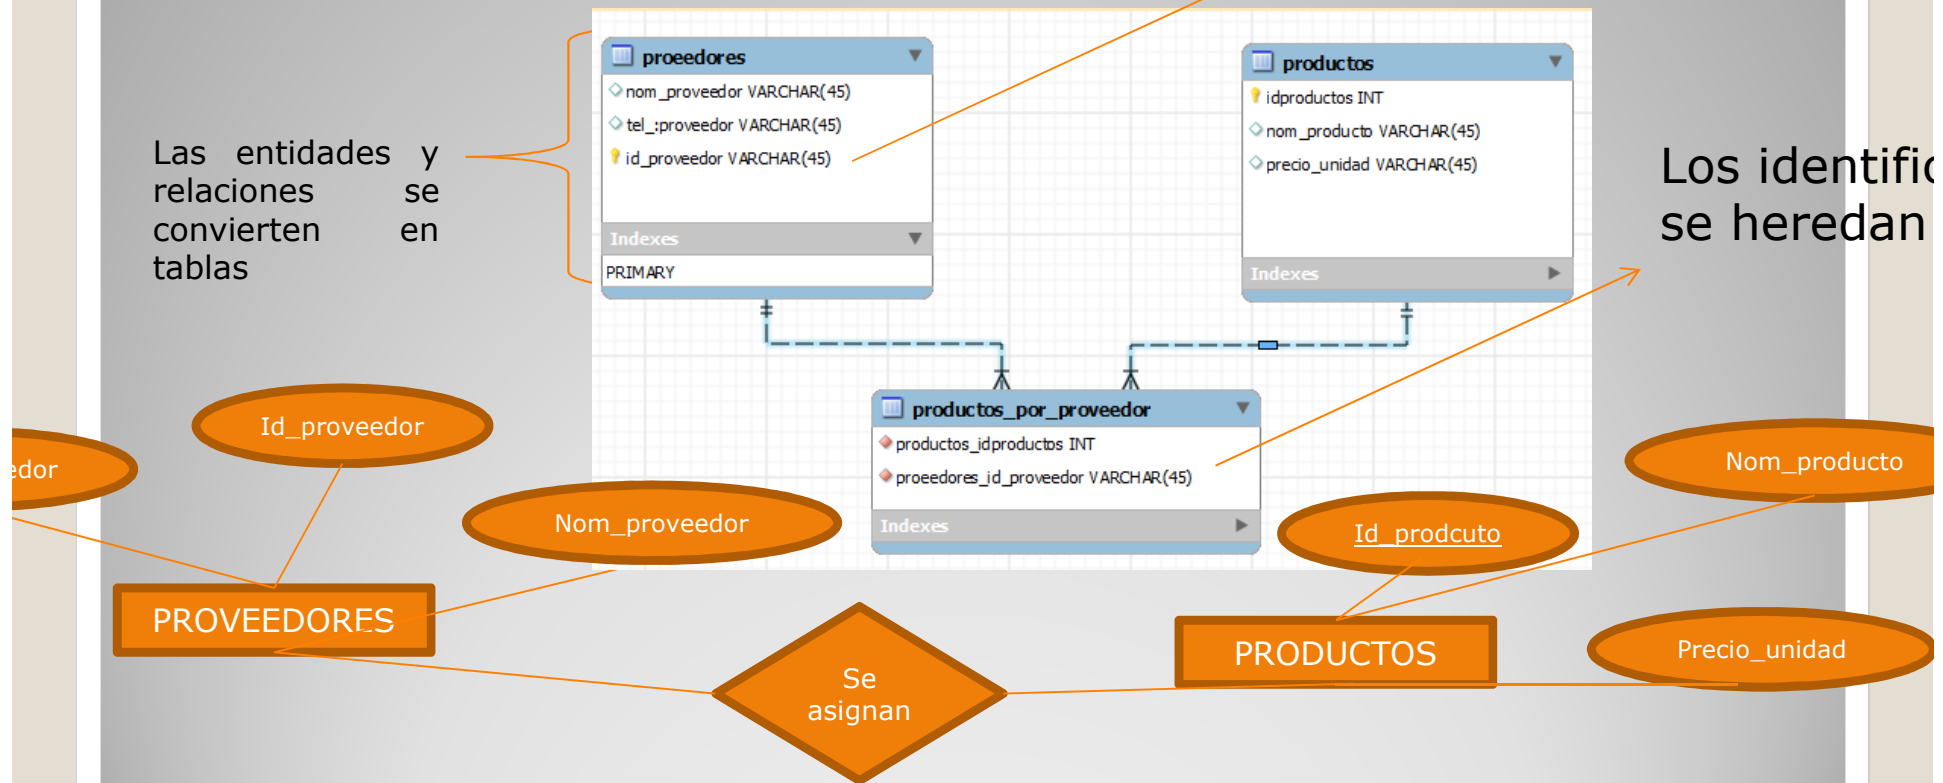 proeedores
nom_proveedor VARCHAR(45)
tel_:proveedor VARCHAR(45)
id_proveedor VARCHAR(45)
Indexes
PRIMARY
productos
idproductos INT
nom_producto VARCHAR(45)
precio_unidad VARCHAR(45)
Indexes
Las entidades y
relaciones se
convierten en
tablas
Los identific
se heredan
productos_por_proveedor
productos_idproductos INT
proeedores_id_proveedor VARCHAR(45)
Indexes
Id_proveedor
edor
Nom_proveedor
Nom_producto
Id_prodcuto
PROVEEDORES
PRODUCTOS
Precio_unidad
Se
asignan